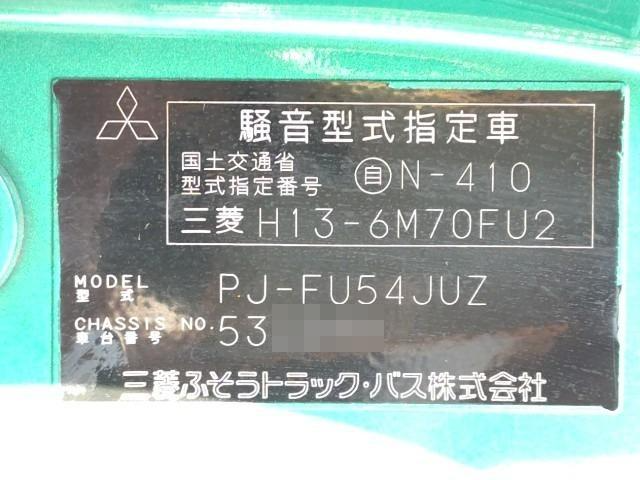 騒音型式指定車
国土交通省
型式指定番号
自 N-410
三菱 H13-6M70FU2
MODEL
型式
PJ-FU54JUZ
CHASSIS NO.
車台番号
53
三菱ふそうトラック・バス株式会社